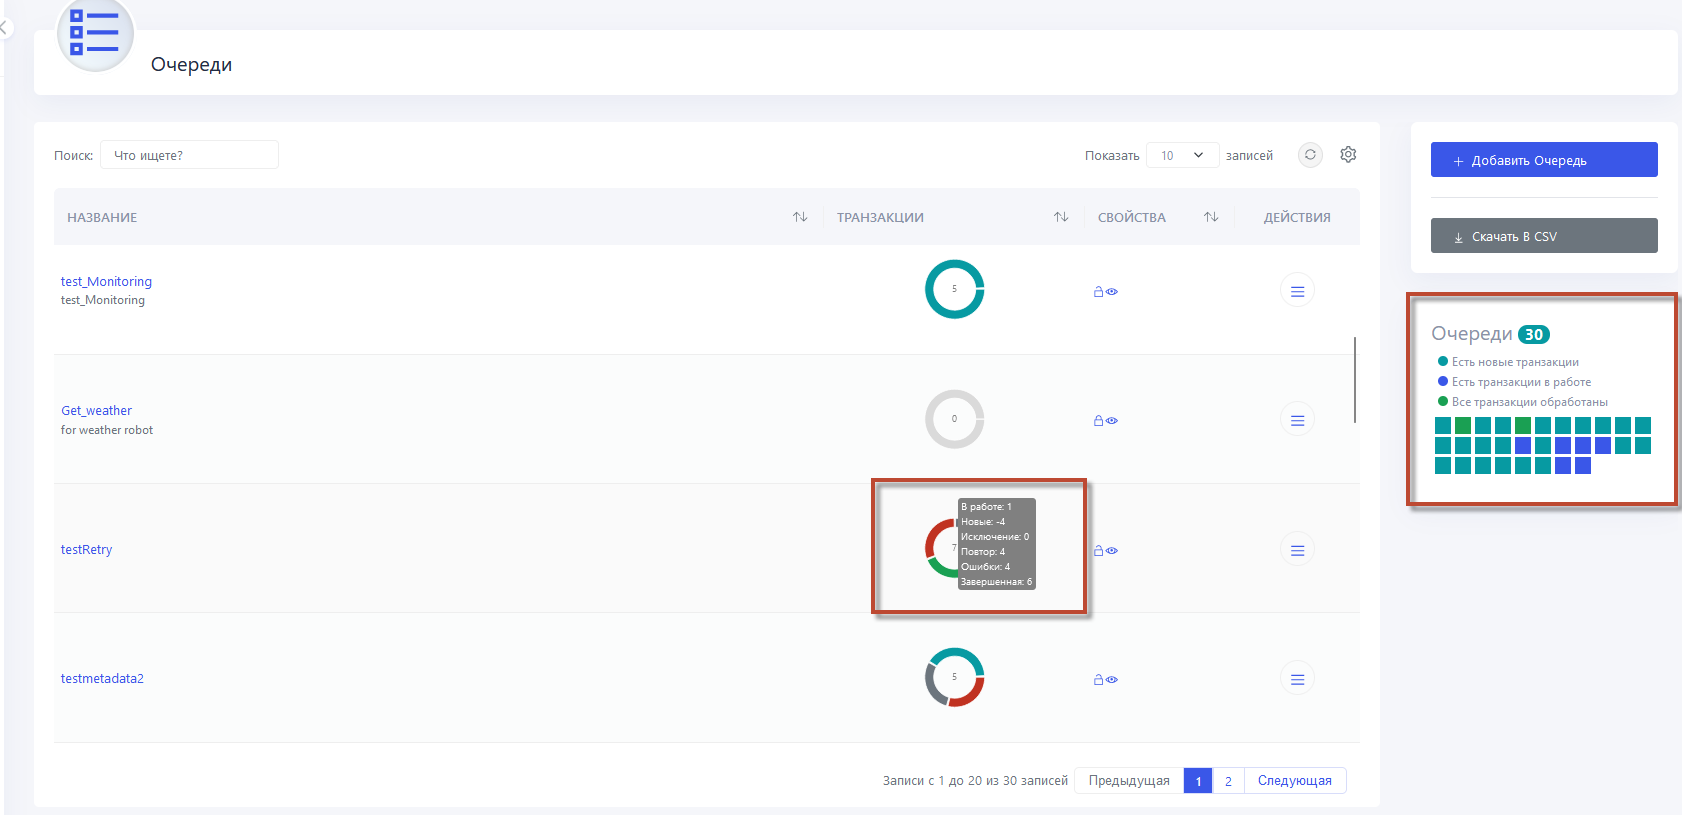 Очереди
Поиск: Что ищете?
Показать 10 записей
НАЗВАНИЕ ТРАНЗАКЦИИ СВОЙСТВА ДЕЙСТВИЯ
test_Monitoring
test_Monitoring
5
Get_weather
for weather robot
0
testRetry
7
В работе: 1
Новые: -4
Исключение: 0
Повтор: 4
Ошибки: 4
Завершенная: 6
testmetadata2
5
Записи с 1 до 20 из 30 записей Предыдущая 1 2 Следующая
+ Добавить Очередь
Скачать В CSV
Очереди 30
Есть новые транзакции
Есть транзакции в работе
Все транзакции обработаны